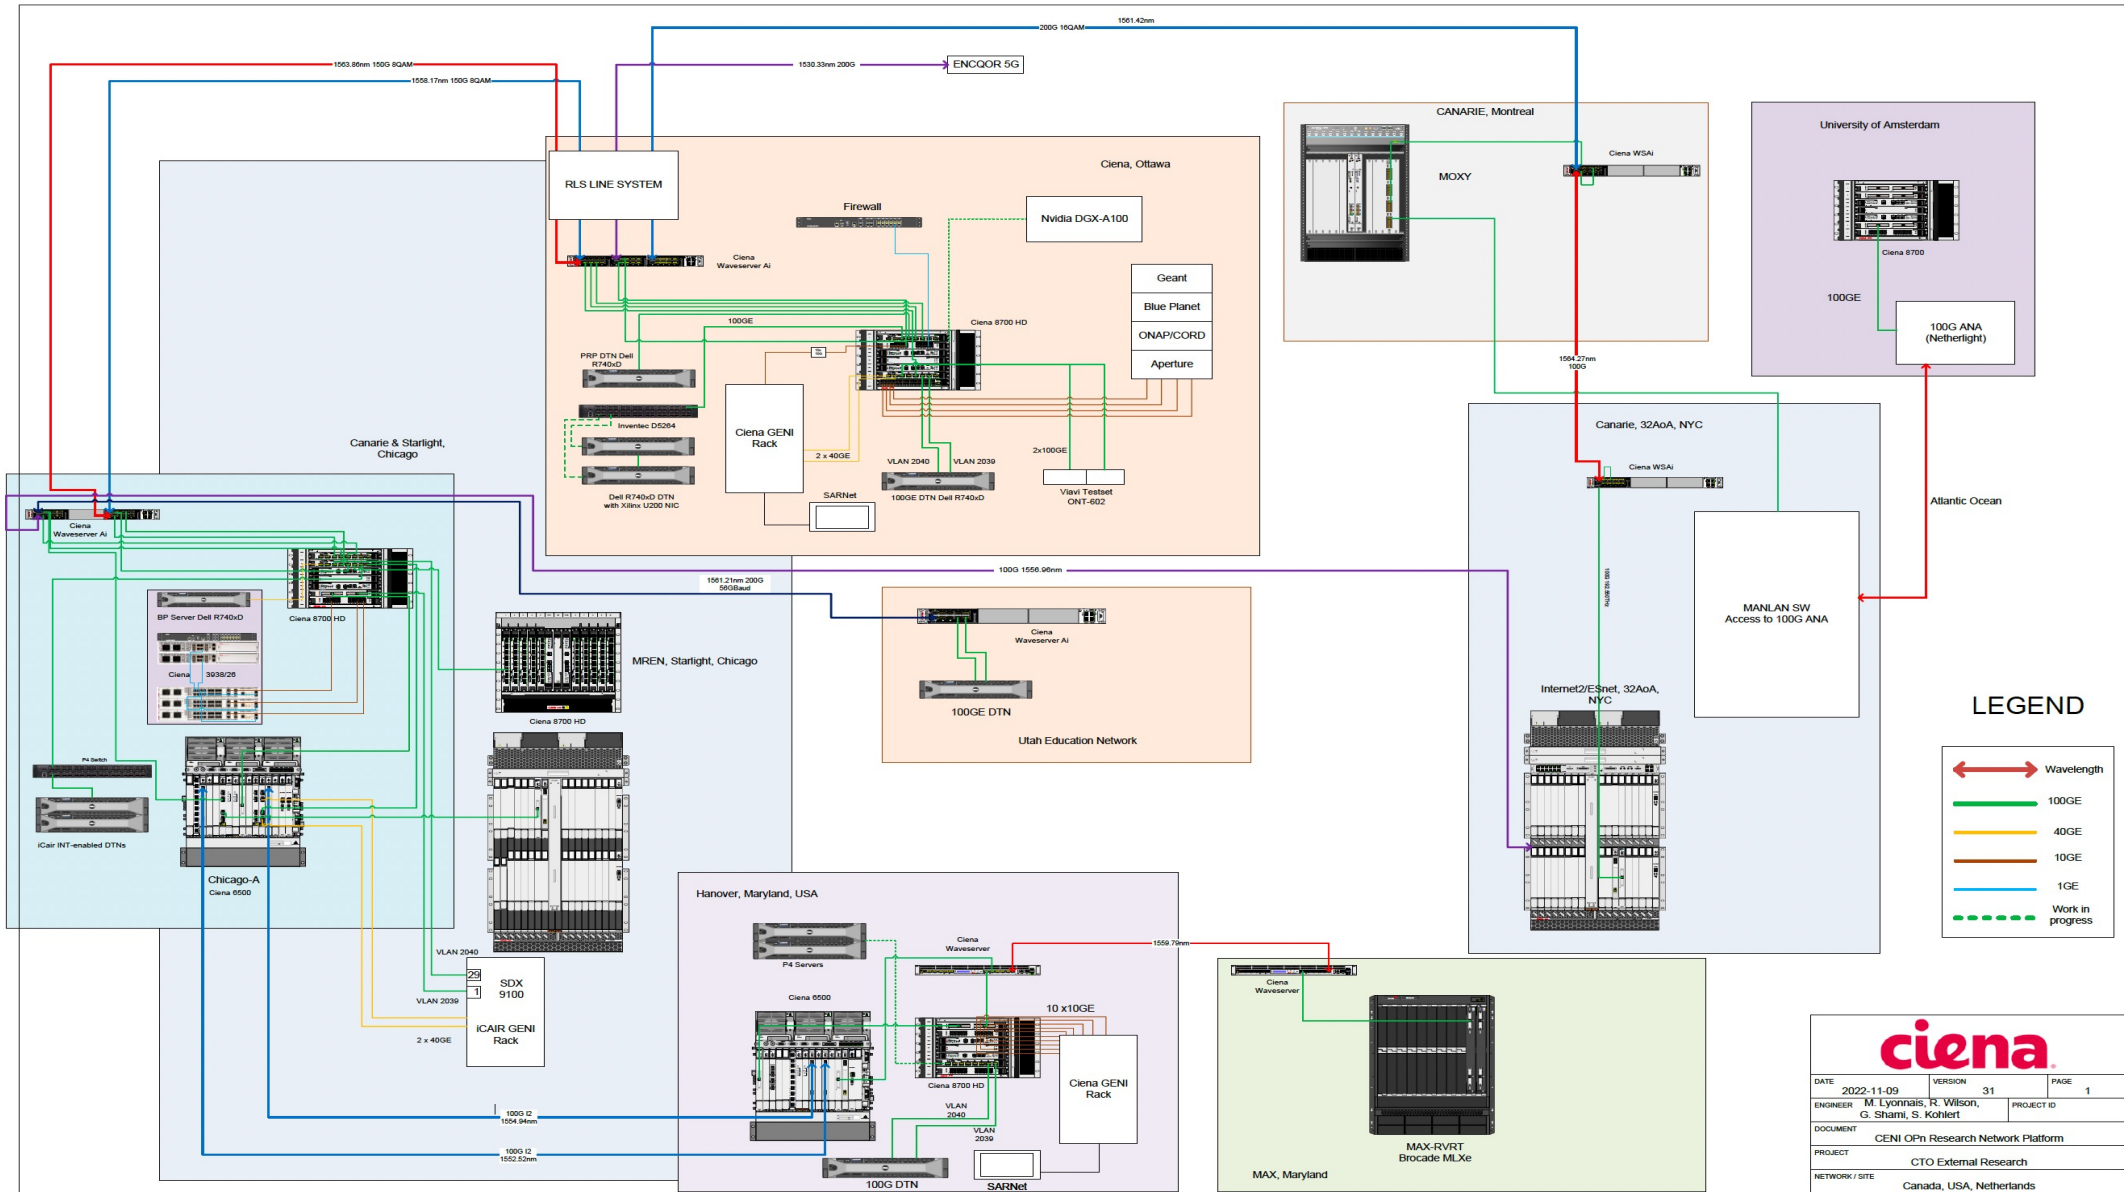 1561.42nm
200G 16QAM
1563.86nm 150G 8QAM
1530.33nm 200G
ENCQOR 5G
1558.17nm 150G 8QAM
CANARIE, Montreal
MOXY
Ciena WSAi
University of Amsterdam
Ciena 8700
100GE
100G ANA
(Netherlight)
RLS LINE SYSTEM
Ciena, Ottawa
Firewall
Nvidia DGX-A100
Ciena
Waveserver Ai
Geant
Blue Planet
ONAP/CORD
Aperture
100GE
Ciena 8700 HD
PRP DTN Dell
R740xD
Inventec D5264
Ciena GENI
Rack
2 x 40GE
VLAN 2040
VLAN 2039
2x100GE
Dell R740xD DTN
with Xilinx U200 NIC
SARNet
100GE DTN Dell R740xD
Viavi Testset
ONT-602
1564.27nm
100G
Canarie, 32AoA, NYC
Ciena WSAi
Atlantic Ocean
MANLAN SW
Access to 100G ANA
Internet2/ESnet, 32AoA,
NYC
Canarie & Starlight,
Chicago
Ciena
Waveserver Ai
Ciena 8700 HD
BP Server Dell R740xD
Ciena 3938/26
P4 Switch
iCair INT-enabled DTNs
Chicago-A
Ciena 6500
100G 1556.96nm
1561.21nm 200G
56GBaud
MREN, Starlight, Chicago
Ciena 8700 HD
Ciena
Waveserver Ai
100GE DTN
Utah Education Network
VLAN 2040
29
1
SDX
9100
VLAN 2039
iCAIR GENI
Rack
2 x 40GE
100G I2
1554.94nm
100G I2
1552.52nm
Hanover, Maryland, USA
P4 Servers
Ciena
Waveserver
1559.79nm
Ciena 6500
10 x10GE
Ciena 8700 HD
Ciena GENI
Rack
VLAN
2040
VLAN
2039
100G DTN
SARNet
Ciena
Waveserver
MAX-RVRT
Brocade MLXe
MAX, Maryland
LEGEND
Wavelength
100GE
40GE
10GE
1GE
Work in
progress
ciena
DATE 2022-11-09 VERSION 31 PAGE 1
ENGINEER M. Lyonnais, R. Wilson,
G. Shami, S. Kohlert
PROJECT ID
DOCUMENT
CENI OPn Research Network Platform
PROJECT
CTO External Research
NETWORK / SITE
Canada, USA, Netherlands